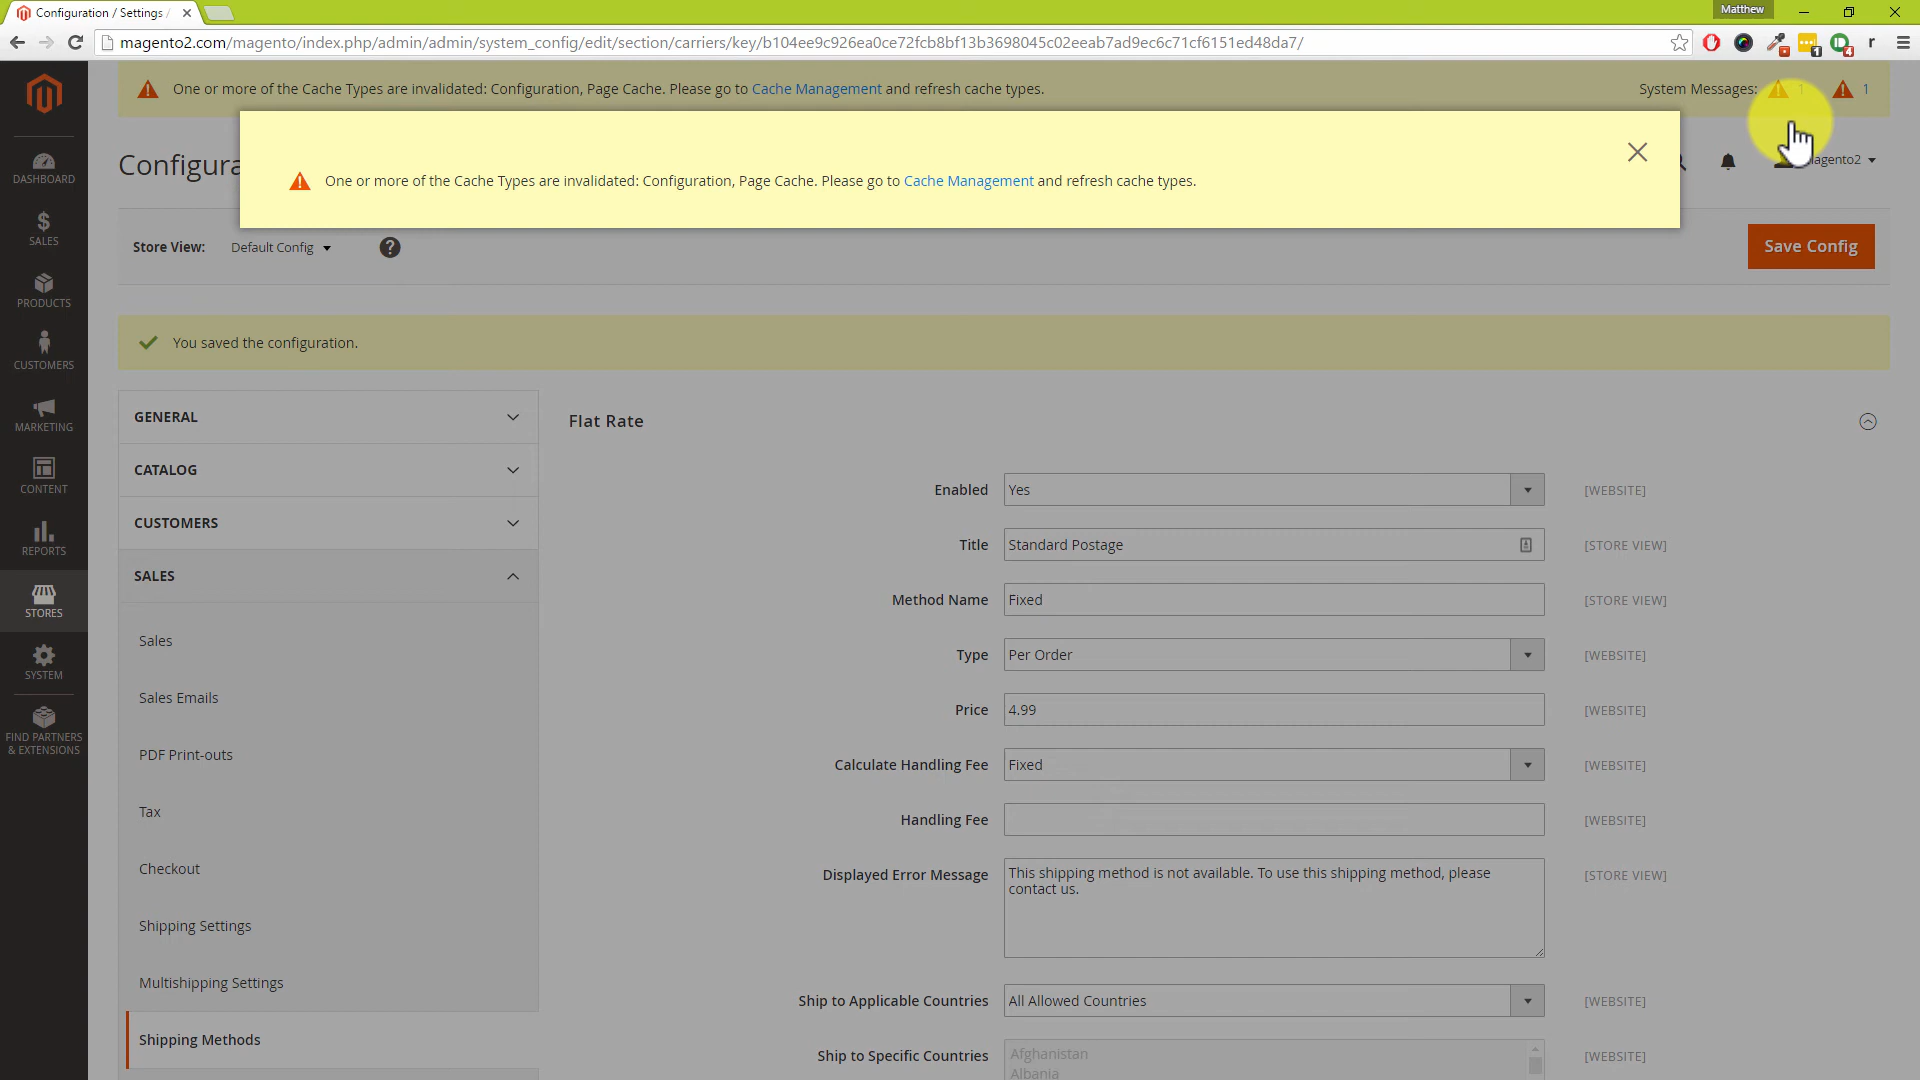 Configuration / Settings /
Matthew
magento2.com/magento/index.php/admin/admin/system_config/edit/section/carriers/key/b104ee9c926ea0ce72fcb8bf13b3698045c02eeab7ad9ec6c71cf6151ed48da7/
1
4
r
One or more of the Cache Types are invalidated: Configuration, Page Cache. Please go to Cache Management and refresh cache types.
System Messages: 1 1
One or more of the Cache Types are invalidated: Configuration, Page Cache. Please go to Cache Management and refresh cache types.
Configura
agento2
Store View: Default Config ?
Save Config
You saved the configuration.
DASHBOARD
$
SALES
PRODUCTS
CUSTOMERS
MARKETING
CONTENT
REPORTS
STORES
SYSTEM
FIND PARTNERS
& EXTENSIONS
GENERAL
CATALOG
CUSTOMERS
SALES
Sales
Sales Emails
PDF Print-outs
Tax
Checkout
Shipping Settings
Multishipping Settings
Shipping Methods
Flat Rate
Enabled Yes [WEBSITE]
Title Standard Postage [STORE VIEW]
Method Name Fixed [STORE VIEW]
Type Per Order [WEBSITE]
Price 4.99 [WEBSITE]
Calculate Handling Fee Fixed [WEBSITE]
Handling Fee [WEBSITE]
Displayed Error Message This shipping method is not available. To use this shipping method, please [STORE VIEW]
contact us.
Ship to Applicable Countries All Allowed Countries [WEBSITE]
Ship to Specific Countries Afghanistan [WEBSITE]
Albania